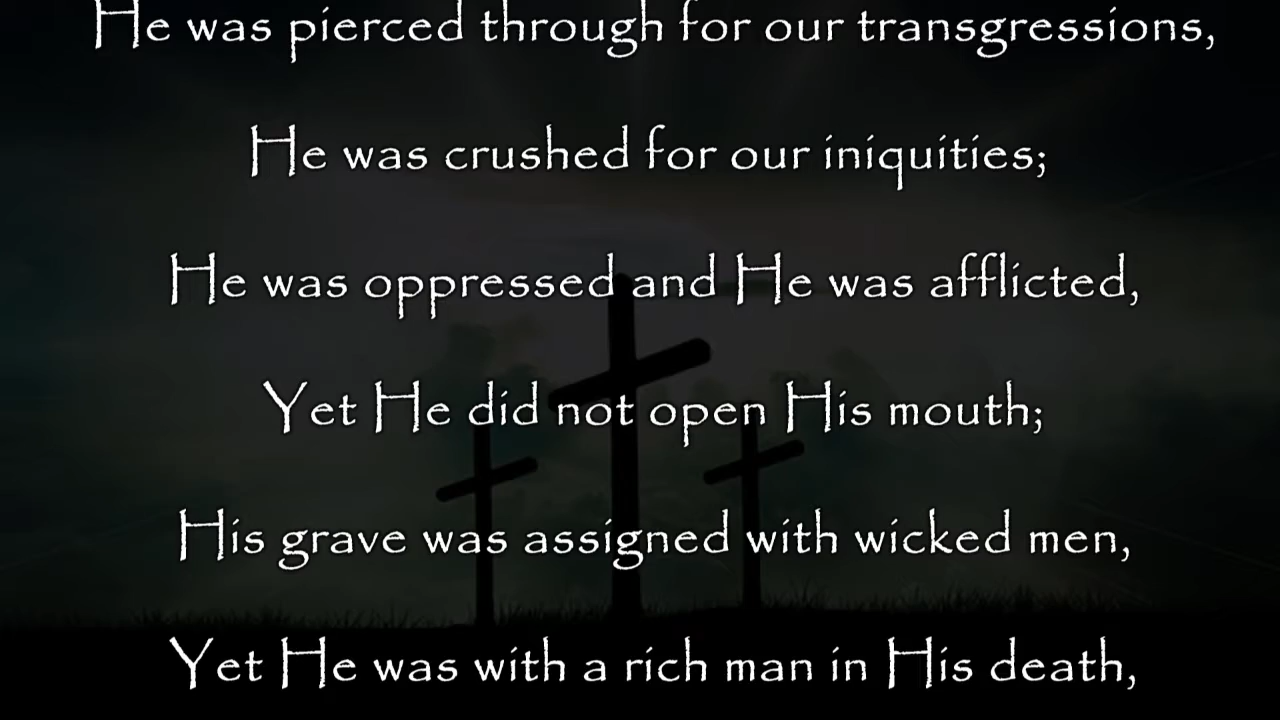 He was pierced through for our transgressions,
He was crushed for our iniquities;
He was oppressed and He was afflicted,
Yet He did not open His mouth;
His grave was assigned with wicked men,
Yet He was with a rich man in His death,